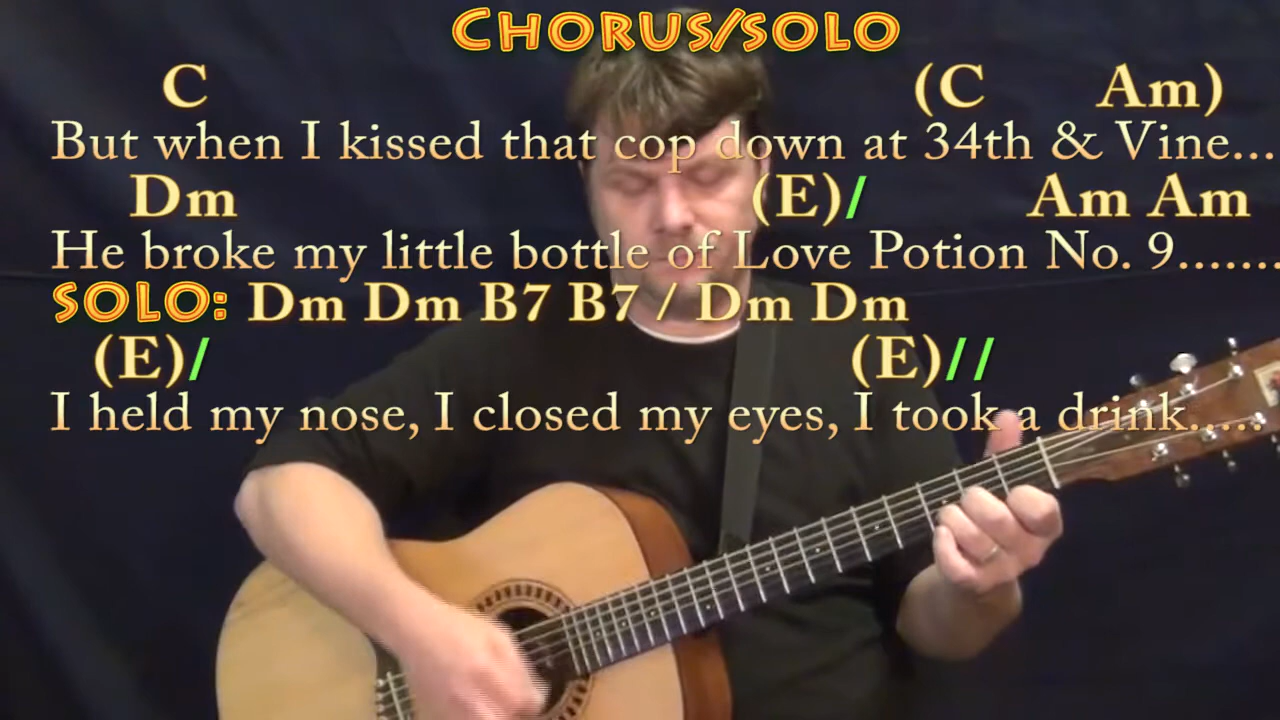 CHORUS/SOLO
C (C Am)
But when I kissed that cop down at 34th & Vine...
Dm (E)/ Am Am
He broke my little bottle of Love Potion No. 9.......
SOLO: Dm Dm B7 B7 / Dm Dm
(E)/ (E)//
I held my nose, I closed my eyes, I took a drink.....